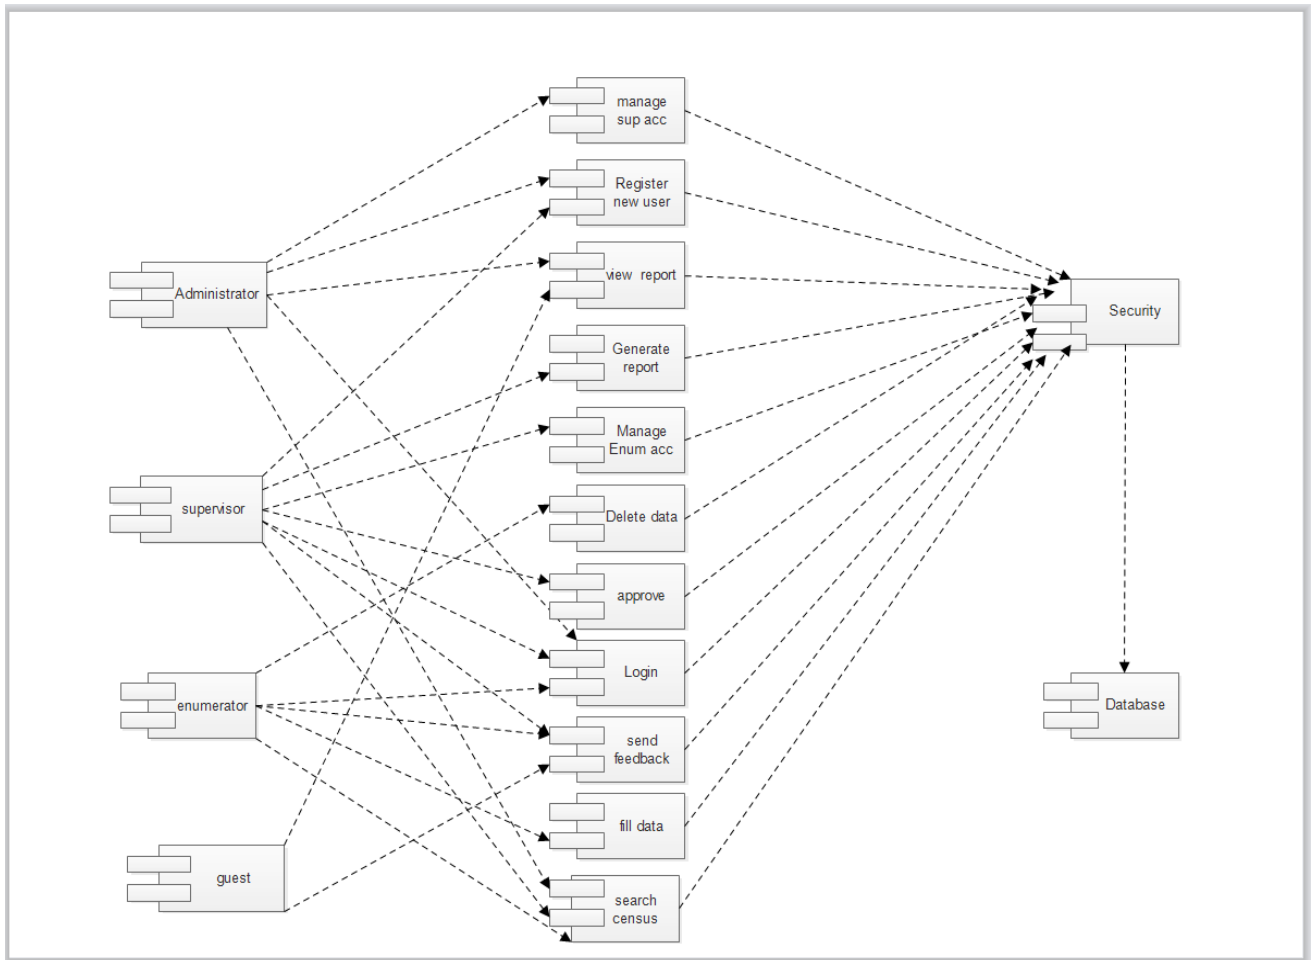 manage
sup acc
Register
new user
view report
Generate
report
Manage
Enum acc
Delete data
approve
Login
send
feedback
fill data
search
census
Administrator
supervisor
enumerator
guest
Security
Database